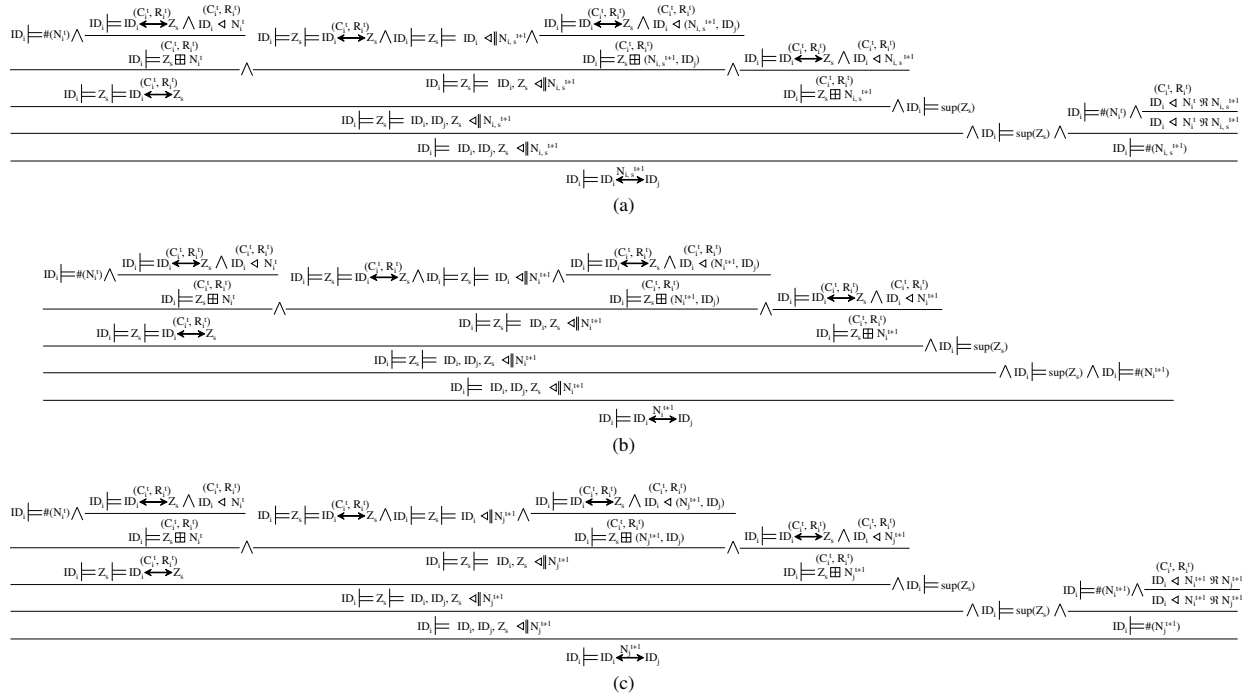 ID_i ⊨ #(N_i^t) ∧ ID_i ⊨ ID_i ⟷^{(C_i^t, R_i^t)} Z_s ∧ ID_i ◁^{(C_i^t, R_i^t)} N_i^t
ID_i ⊨ Z_s ⊨ ID_i ⟷^{(C_i^t, R_i^t)} Z_s ∧ ID_i ⊨ Z_s ⊨ ID_i ◁‖ N_{i, s}^{t+1} ∧ ID_i ⊨ ID_i ⟷^{(C_i^t, R_i^t)} Z_s ∧ ID_i ◁^{(C_i^t, R_i^t)} (N_{i, s}^{t+1}, ID_j)
ID_i ⊨ Z_s ⊞^{(C_i^t, R_i^t)} N_i^t ∧ ID_i ⊨ Z_s ⊞^{(C_i^t, R_i^t)} (N_{i, s}^{t+1}, ID_j) ∧ ID_i ⊨ ID_i ⟷^{(C_i^t, R_i^t)} Z_s ∧ ID_i ◁^{(C_i^t, R_i^t)} N_{i, s}^{t+1}
ID_i ⊨ Z_s ⊨ ID_i ⟷^{(C_i^t, R_i^t)} Z_s ID_i ⊨ Z_s ⊨ ID_i, Z_s ◁‖ N_{i, s}^{t+1} ID_i ⊨ Z_s ⊞^{(C_i^t, R_i^t)} N_{i, s}^{t+1} ∧ ID_i ⊨ sup(Z_s) ID_i ⊨ #(N_i^t) ∧ ID_i ◁^{(C_i^t, R_i^t)} N_i^t ℜ N_{i, s}^{t+1}
ID_i ⊨ Z_s ⊨ ID_i, ID_j, Z_s ◁‖ N_{i, s}^{t+1} ∧ ID_i ⊨ sup(Z_s) ∧ ID_i ◁ N_i^t ℜ N_{i, s}^{t+1}
ID_i ⊨ ID_i, ID_j, Z_s ◁‖ N_{i, s}^{t+1} ID_i ⊨ #(N_{i, s}^{t+1})
ID_i ⊨ ID_i ⟷^{N_{i, s}^{t+1}} ID_j
(a)
ID_i ⊨ #(N_i^t) ∧ ID_i ⊨ ID_i ⟷^{(C_i^t, R_i^t)} Z_s ∧ ID_i ◁^{(C_i^t, R_i^t)} N_i^t
ID_i ⊨ Z_s ⊨ ID_i ⟷^{(C_i^t, R_i^t)} Z_s ∧ ID_i ⊨ Z_s ⊨ ID_i ◁‖ N_i^{t+1} ∧ ID_i ⊨ ID_i ⟷^{(C_i^t, R_i^t)} Z_s ∧ ID_i ◁^{(C_i^t, R_i^t)} (N_i^{t+1}, ID_j)
ID_i ⊨ Z_s ⊞^{(C_i^t, R_i^t)} N_i^t ∧ ID_i ⊨ Z_s ⊞^{(C_i^t, R_i^t)} (N_i^{t+1}, ID_j) ∧ ID_i ⊨ ID_i ⟷^{(C_i^t, R_i^t)} Z_s ∧ ID_i ◁^{(C_i^t, R_i^t)} N_i^{t+1}
ID_i ⊨ Z_s ⊨ ID_i ⟷^{(C_i^t, R_i^t)} Z_s ID_i ⊨ Z_s ⊨ ID_i, Z_s ◁‖ N_i^{t+1} ID_i ⊨ Z_s ⊞^{(C_i^t, R_i^t)} N_i^{t+1} ∧ ID_i ⊨ sup(Z_s)
ID_i ⊨ Z_s ⊨ ID_i, ID_j, Z_s ◁‖ N_i^{t+1} ∧ ID_i ⊨ sup(Z_s) ∧ ID_i ⊨ #(N_i^{t+1})
ID_i ⊨ ID_i, ID_j, Z_s ◁‖ N_i^{t+1}
ID_i ⊨ ID_i ⟷^{N_i^{t+1}} ID_j
(b)
ID_i ⊨ #(N_i^t) ∧ ID_i ⊨ ID_i ⟷^{(C_i^t, R_i^t)} Z_s ∧ ID_i ◁^{(C_i^t, R_i^t)} N_i^t
ID_i ⊨ Z_s ⊨ ID_i ⟷^{(C_i^t, R_i^t)} Z_s ∧ ID_i ⊨ Z_s ⊨ ID_i ◁‖ N_j^{t+1} ∧ ID_i ⊨ ID_i ⟷^{(C_i^t, R_i^t)} Z_s ∧ ID_i ◁^{(C_i^t, R_i^t)} (N_j^{t+1}, ID_j)
ID_i ⊨ Z_s ⊞^{(C_i^t, R_i^t)} N_i^t ∧ ID_i ⊨ Z_s ⊞^{(C_i^t, R_i^t)} (N_j^{t+1}, ID_j) ∧ ID_i ⊨ ID_i ⟷^{(C_i^t, R_i^t)} Z_s ∧ ID_i ◁^{(C_i^t, R_i^t)} N_j^{t+1}
ID_i ⊨ Z_s ⊨ ID_i ⟷^{(C_i^t, R_i^t)} Z_s ID_i ⊨ Z_s ⊨ ID_i, Z_s ◁‖ N_j^{t+1} ID_i ⊨ Z_s ⊞^{(C_i^t, R_i^t)} N_j^{t+1} ∧ ID_i ⊨ sup(Z_s) ID_i ⊨ #(N_i^{t+1}) ∧ ID_i ◁^{(C_i^t, R_i^t)} N_i^{t+1} ℜ N_j^{t+1}
ID_i ⊨ Z_s ⊨ ID_i, ID_j, Z_s ◁‖ N_j^{t+1} ∧ ID_i ⊨ sup(Z_s) ∧ ID_i ◁ N_i^{t+1} ℜ N_j^{t+1}
ID_i ⊨ ID_i, ID_j, Z_s ◁‖ N_j^{t+1} ID_i ⊨ #(N_j^{t+1})
ID_i ⊨ ID_i ⟷^{N_j^{t+1}} ID_j
(c)